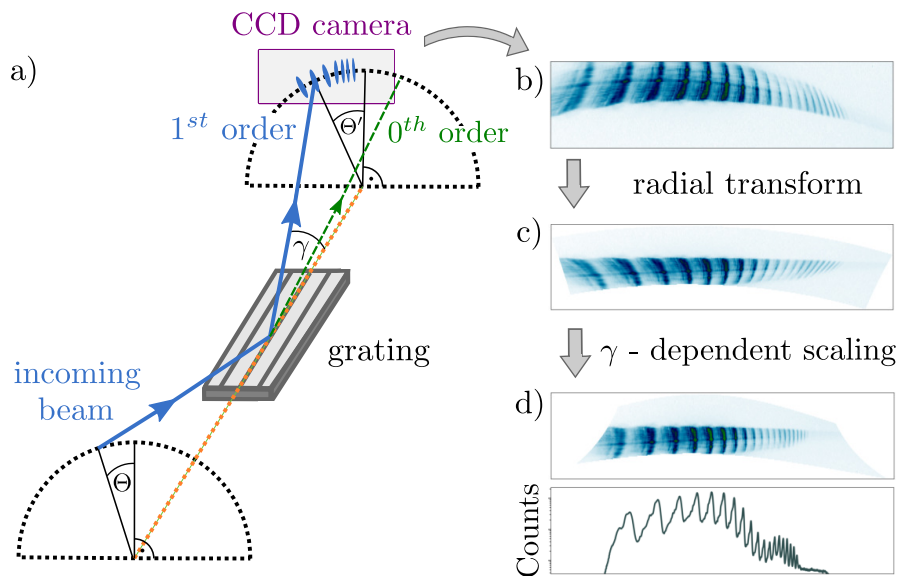 CCD camera
a)
1st order
Θ'
0th order
γ
grating
incoming
beam
Θ
b)
radial transform
c)
γ - dependent scaling
d)
Counts